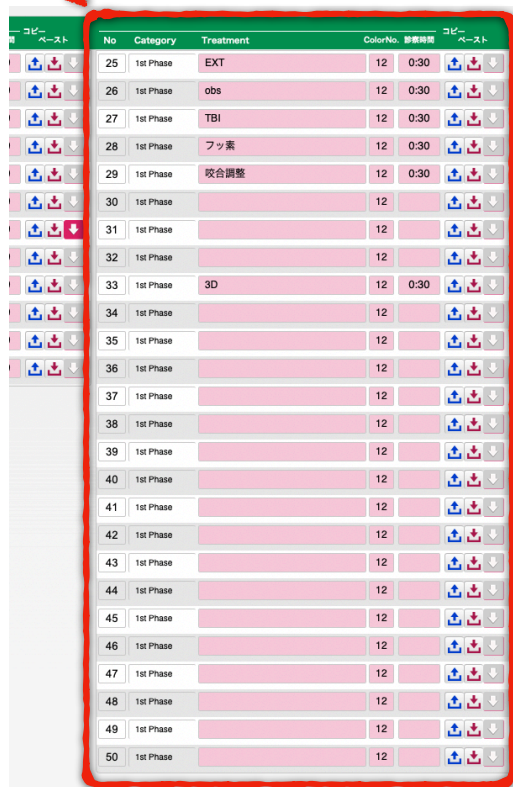 コピー
ペースト
No Category Treatment ColorNo. 診察時間 コピー
ペースト
25 1st Phase EXT 12 0:30
26 1st Phase obs 12 0:30
27 1st Phase TBI 12 0:30
28 1st Phase フッ素 12 0:30
29 1st Phase 咬合調整 12 0:30
30 1st Phase 12
31 1st Phase 12
32 1st Phase 12
33 1st Phase 3D 12 0:30
34 1st Phase 12
35 1st Phase 12
36 1st Phase 12
37 1st Phase 12
38 1st Phase 12
39 1st Phase 12
40 1st Phase 12
41 1st Phase 12
42 1st Phase 12
43 1st Phase 12
44 1st Phase 12
45 1st Phase 12
46 1st Phase 12
47 1st Phase 12
48 1st Phase 12
49 1st Phase 12
50 1st Phase 12